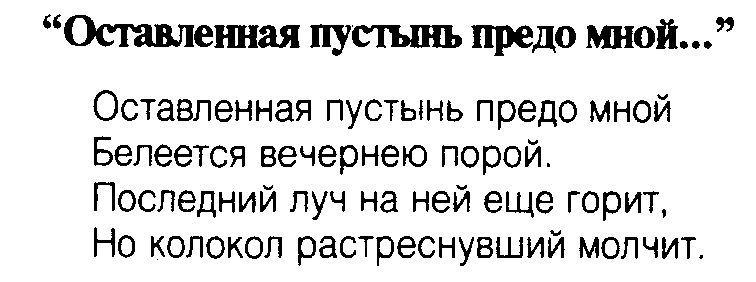 “Оставленная пустынь предо мной...”
Оставленная пустынь предо мной
Белеется вечернею порой.
Последний луч на ней еще горит,
Но колокол растреснувший молчит.